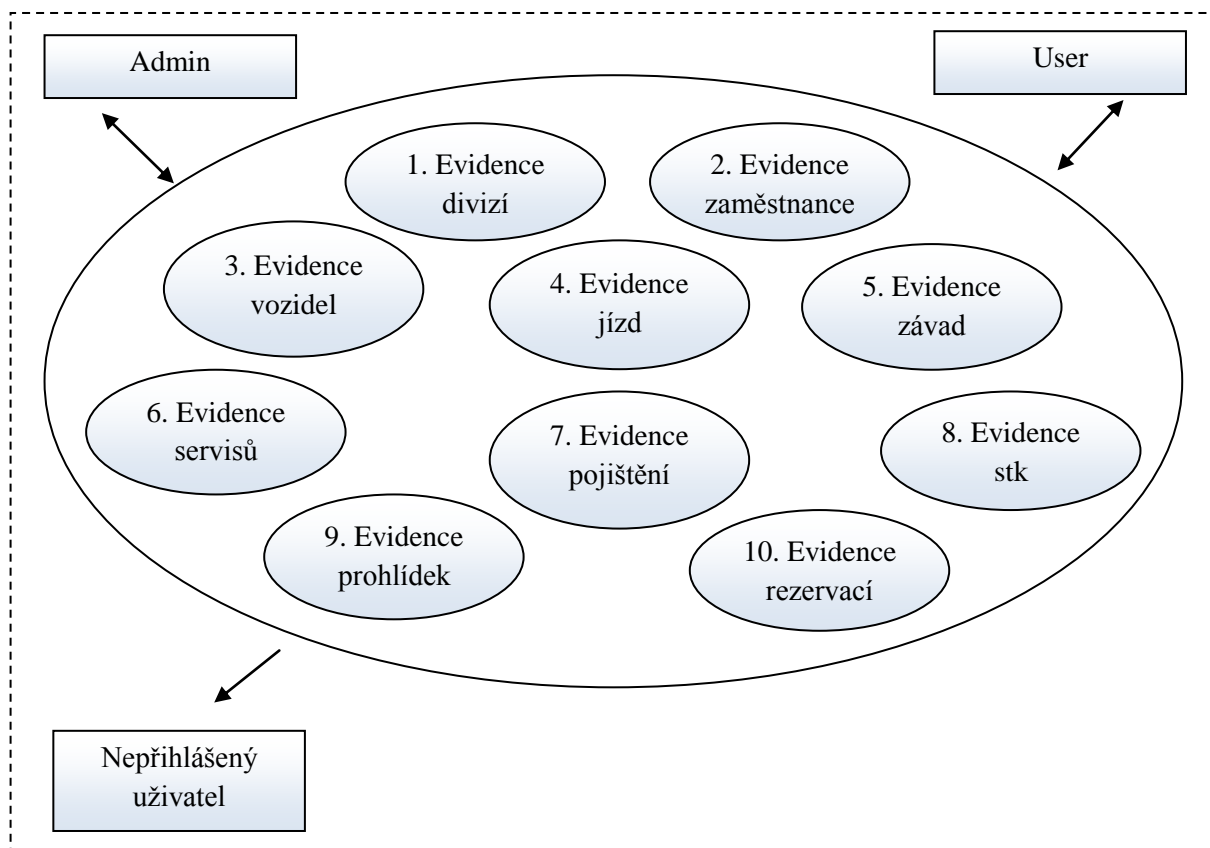 Admin
User
1. Evidence
divizí
2. Evidence
zaměstnance
3. Evidence
vozidel
4. Evidence
jízd
5. Evidence
závad
6. Evidence
servisů
7. Evidence
pojištění
8. Evidence
stk
9. Evidence
prohlídek
10. Evidence
rezervací
Nepřihlášený
uživatel